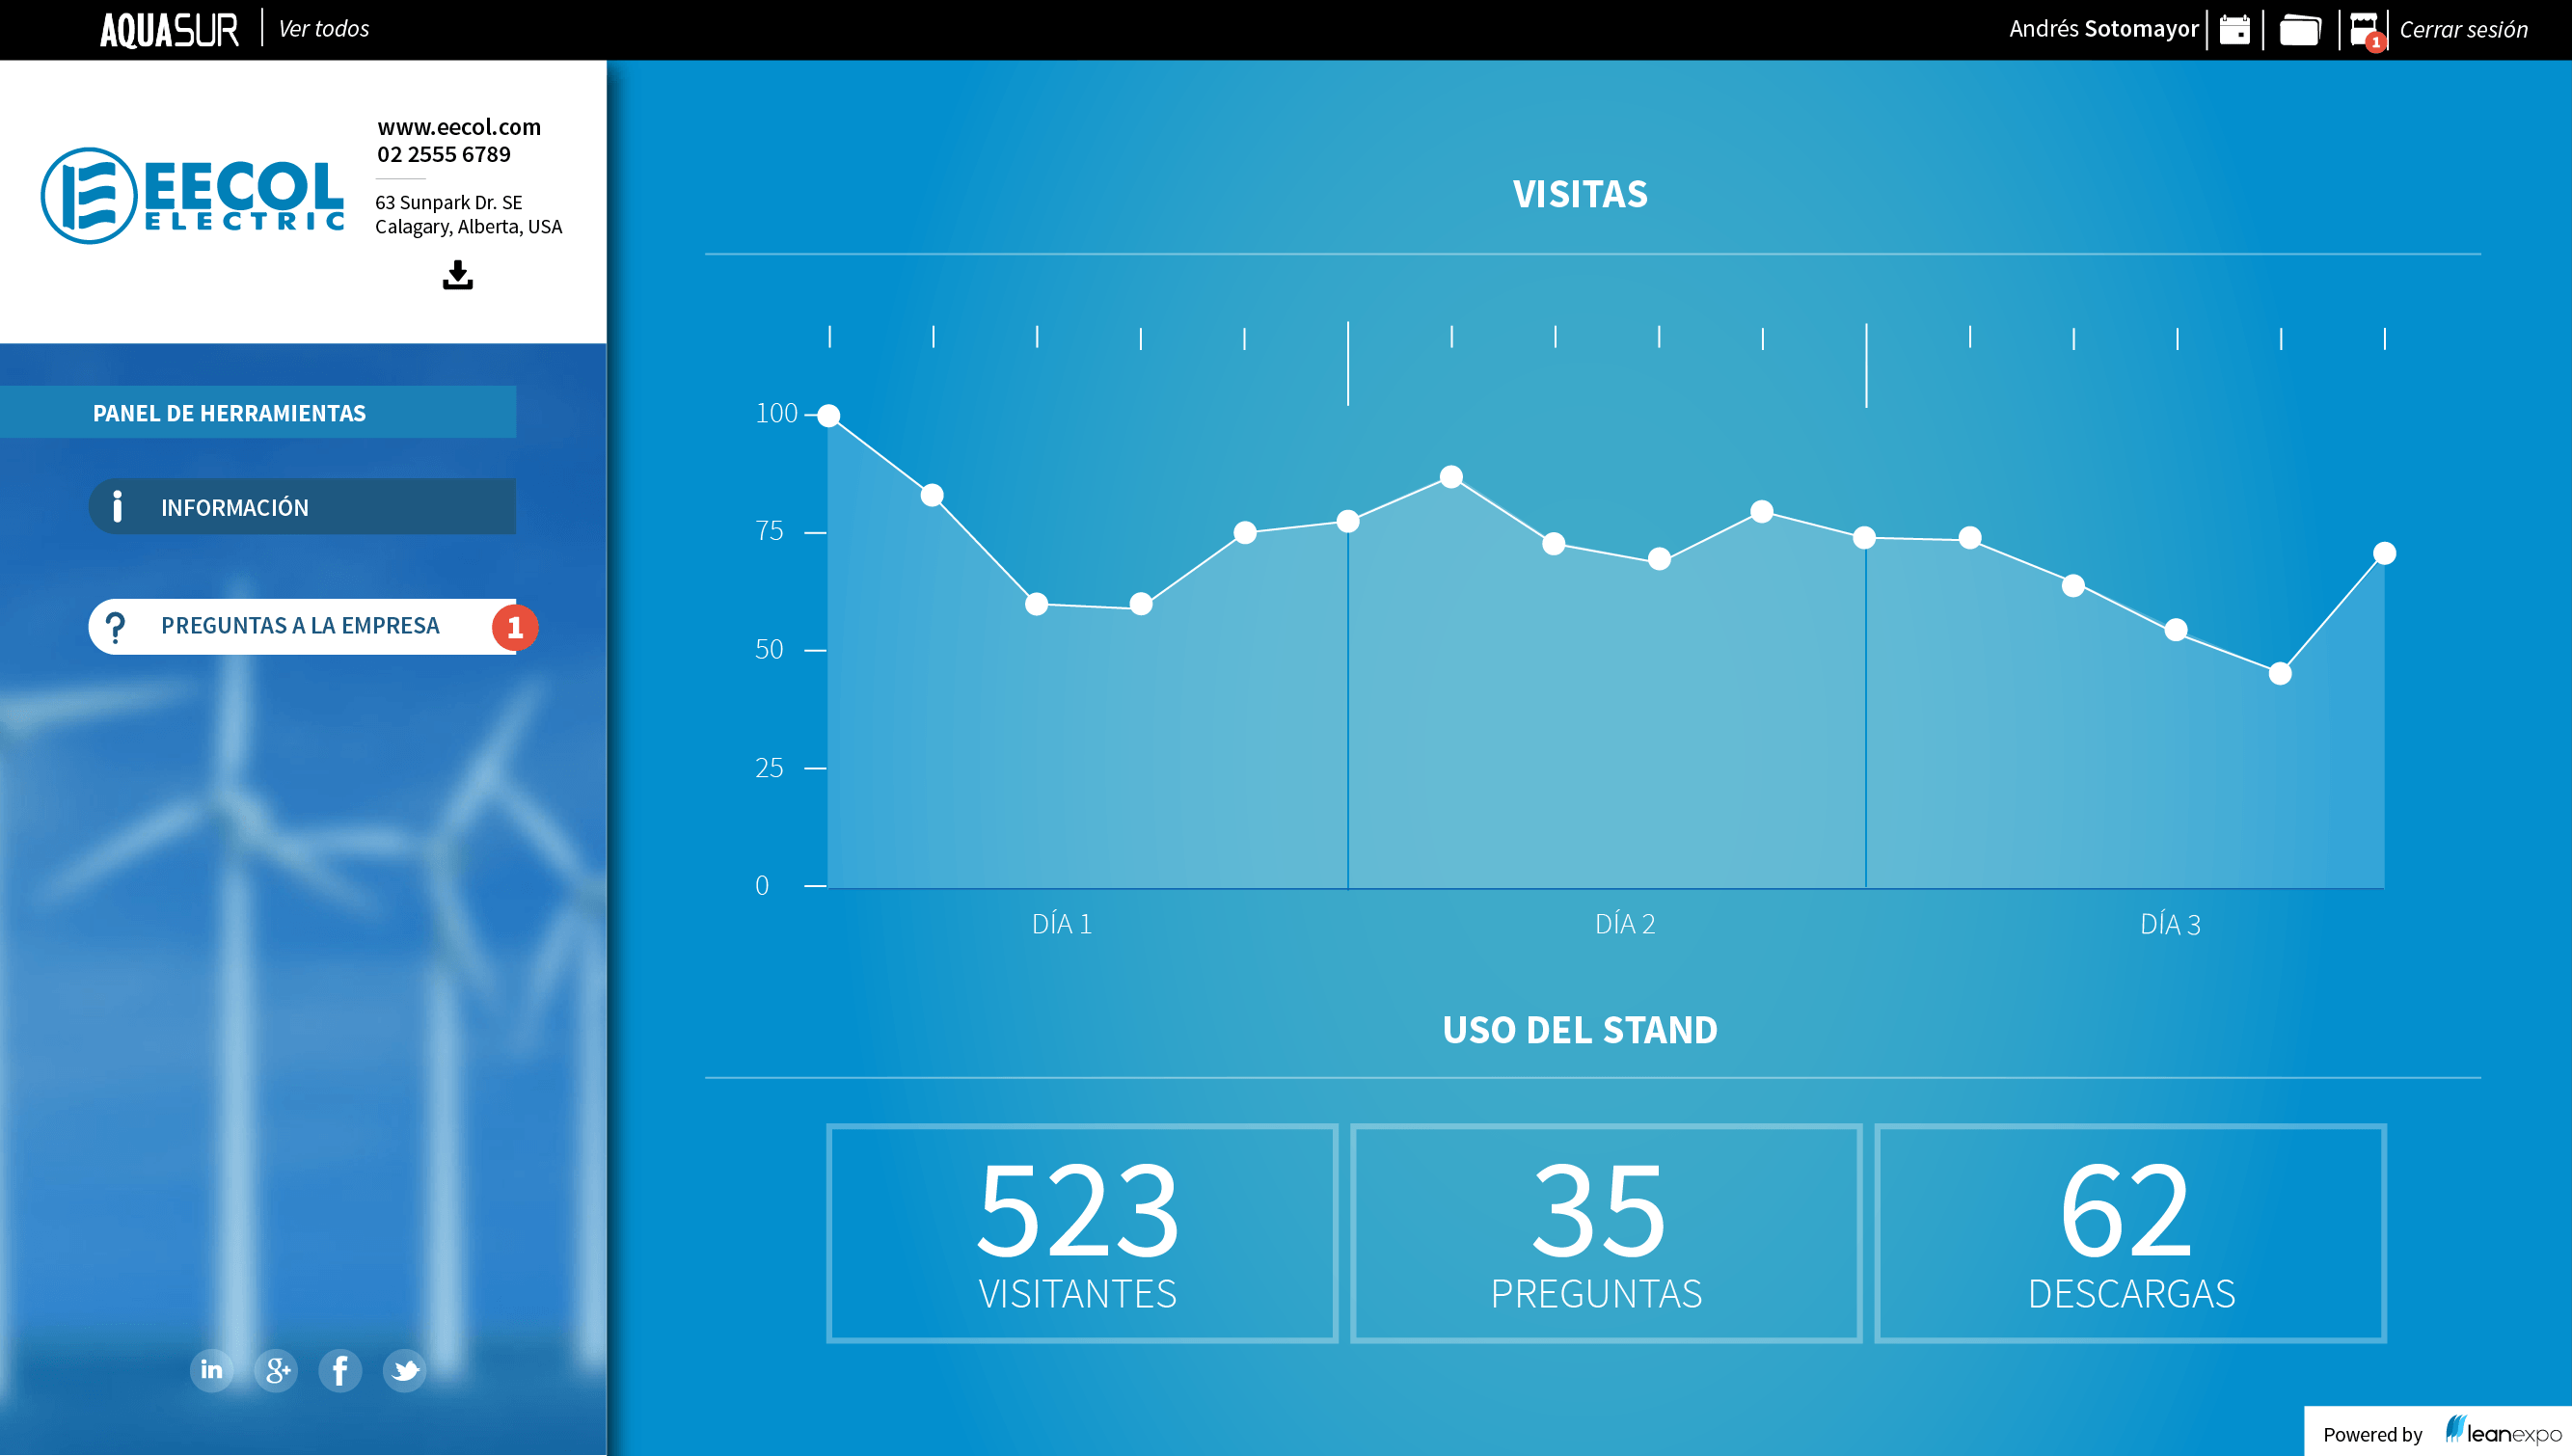 AQUASUR
Ver todos
Andrés Sotomayor
1
Cerrar sesión
EECOL
ELECTRIC
www.eecol.com
02 2555 6789
63 Sunpark Dr. SE
Calagary, Alberta, USA
PANEL DE HERRAMIENTAS
INFORMACIÓN
? PREGUNTAS A LA EMPRESA 1
in g+ f
VISITAS
100
75
50
25
0
DÍA 1
DÍA 2
DÍA 3
USO DEL STAND
523
VISITANTES
35
PREGUNTAS
62
DESCARGAS
Powered by leanexpo